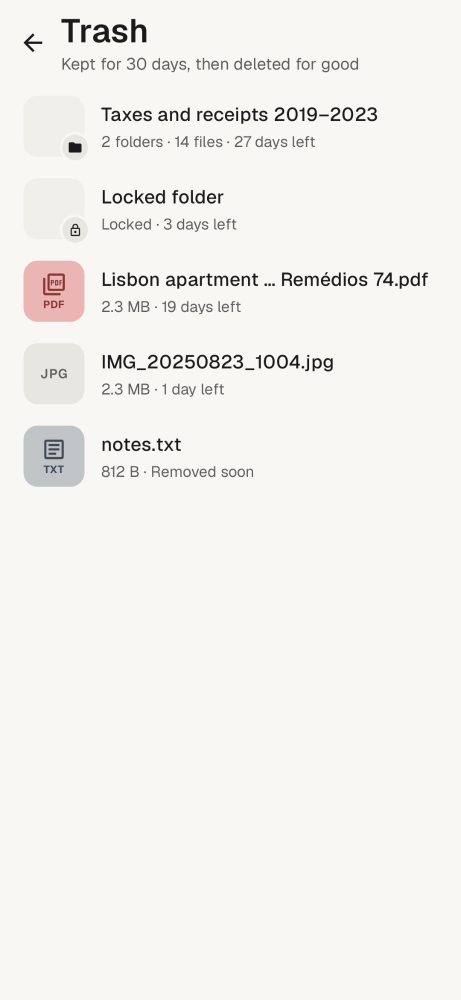 Trash
Kept for 30 days, then deleted for good
Taxes and receipts 2019–2023
2 folders · 14 files · 27 days left
Locked folder
Locked · 3 days left
PDF
PDF
Lisbon apartment ... Remédios 74.pdf
2.3 MB · 19 days left
JPG
IMG_20250823_1004.jpg
2.3 MB · 1 day left
TXT
notes.txt
812 B · Removed soon